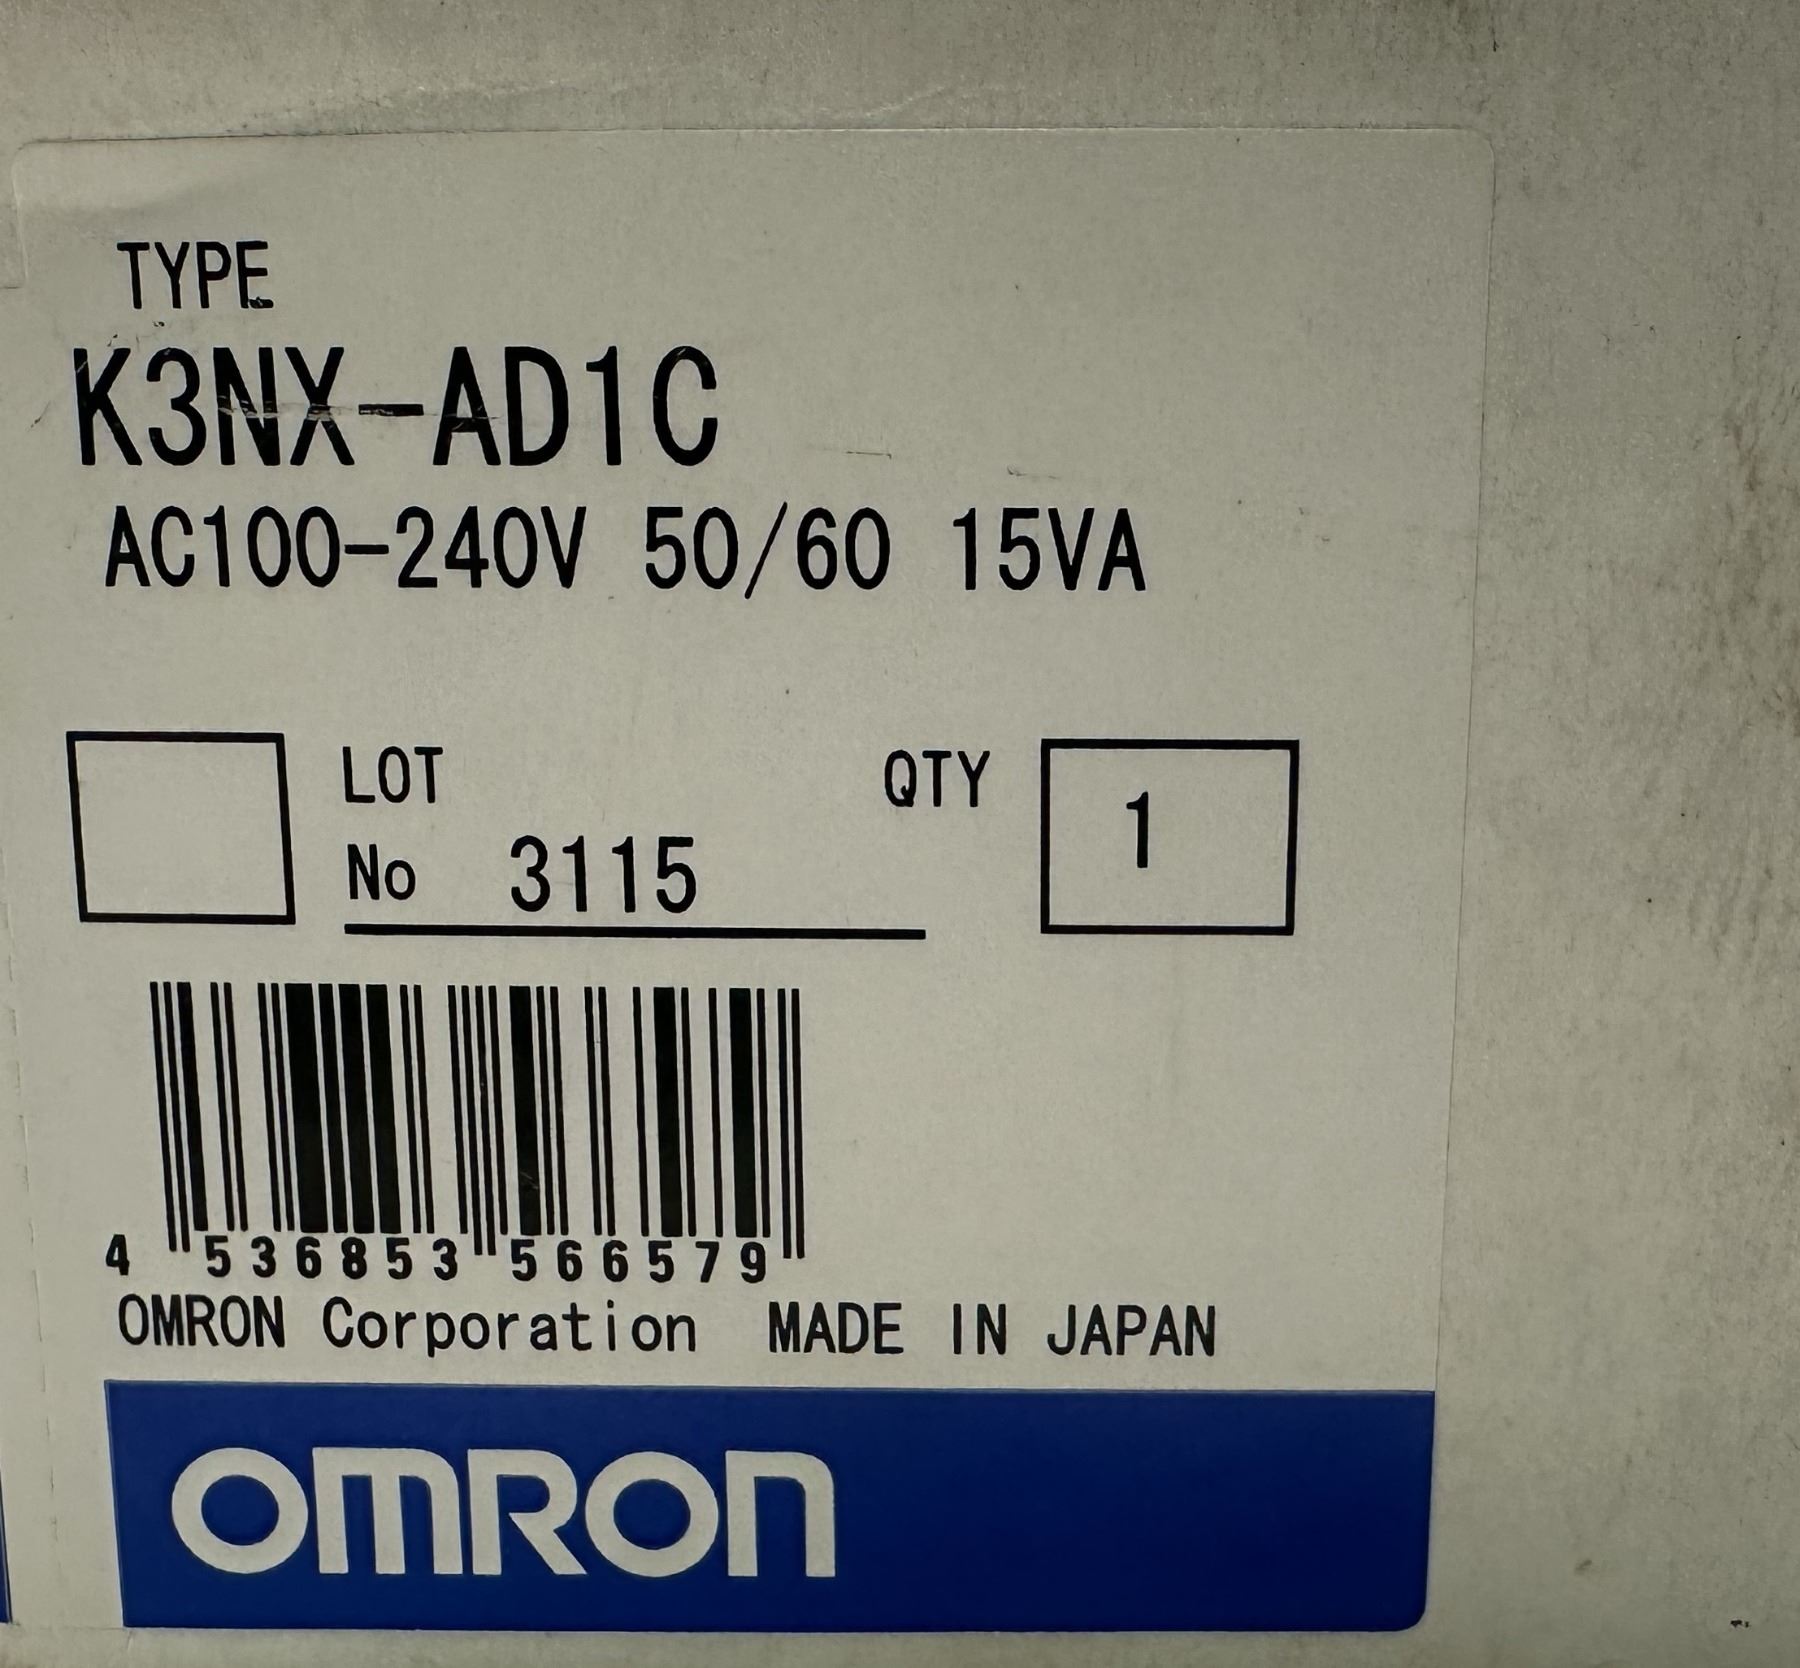 TYPE
K3NX-AD1C
AC100-240V 50/60 15VA
LOT
QTY
No 3115
1
4 536853 566579
OMRON Corporation MADE IN JAPAN
OMRON